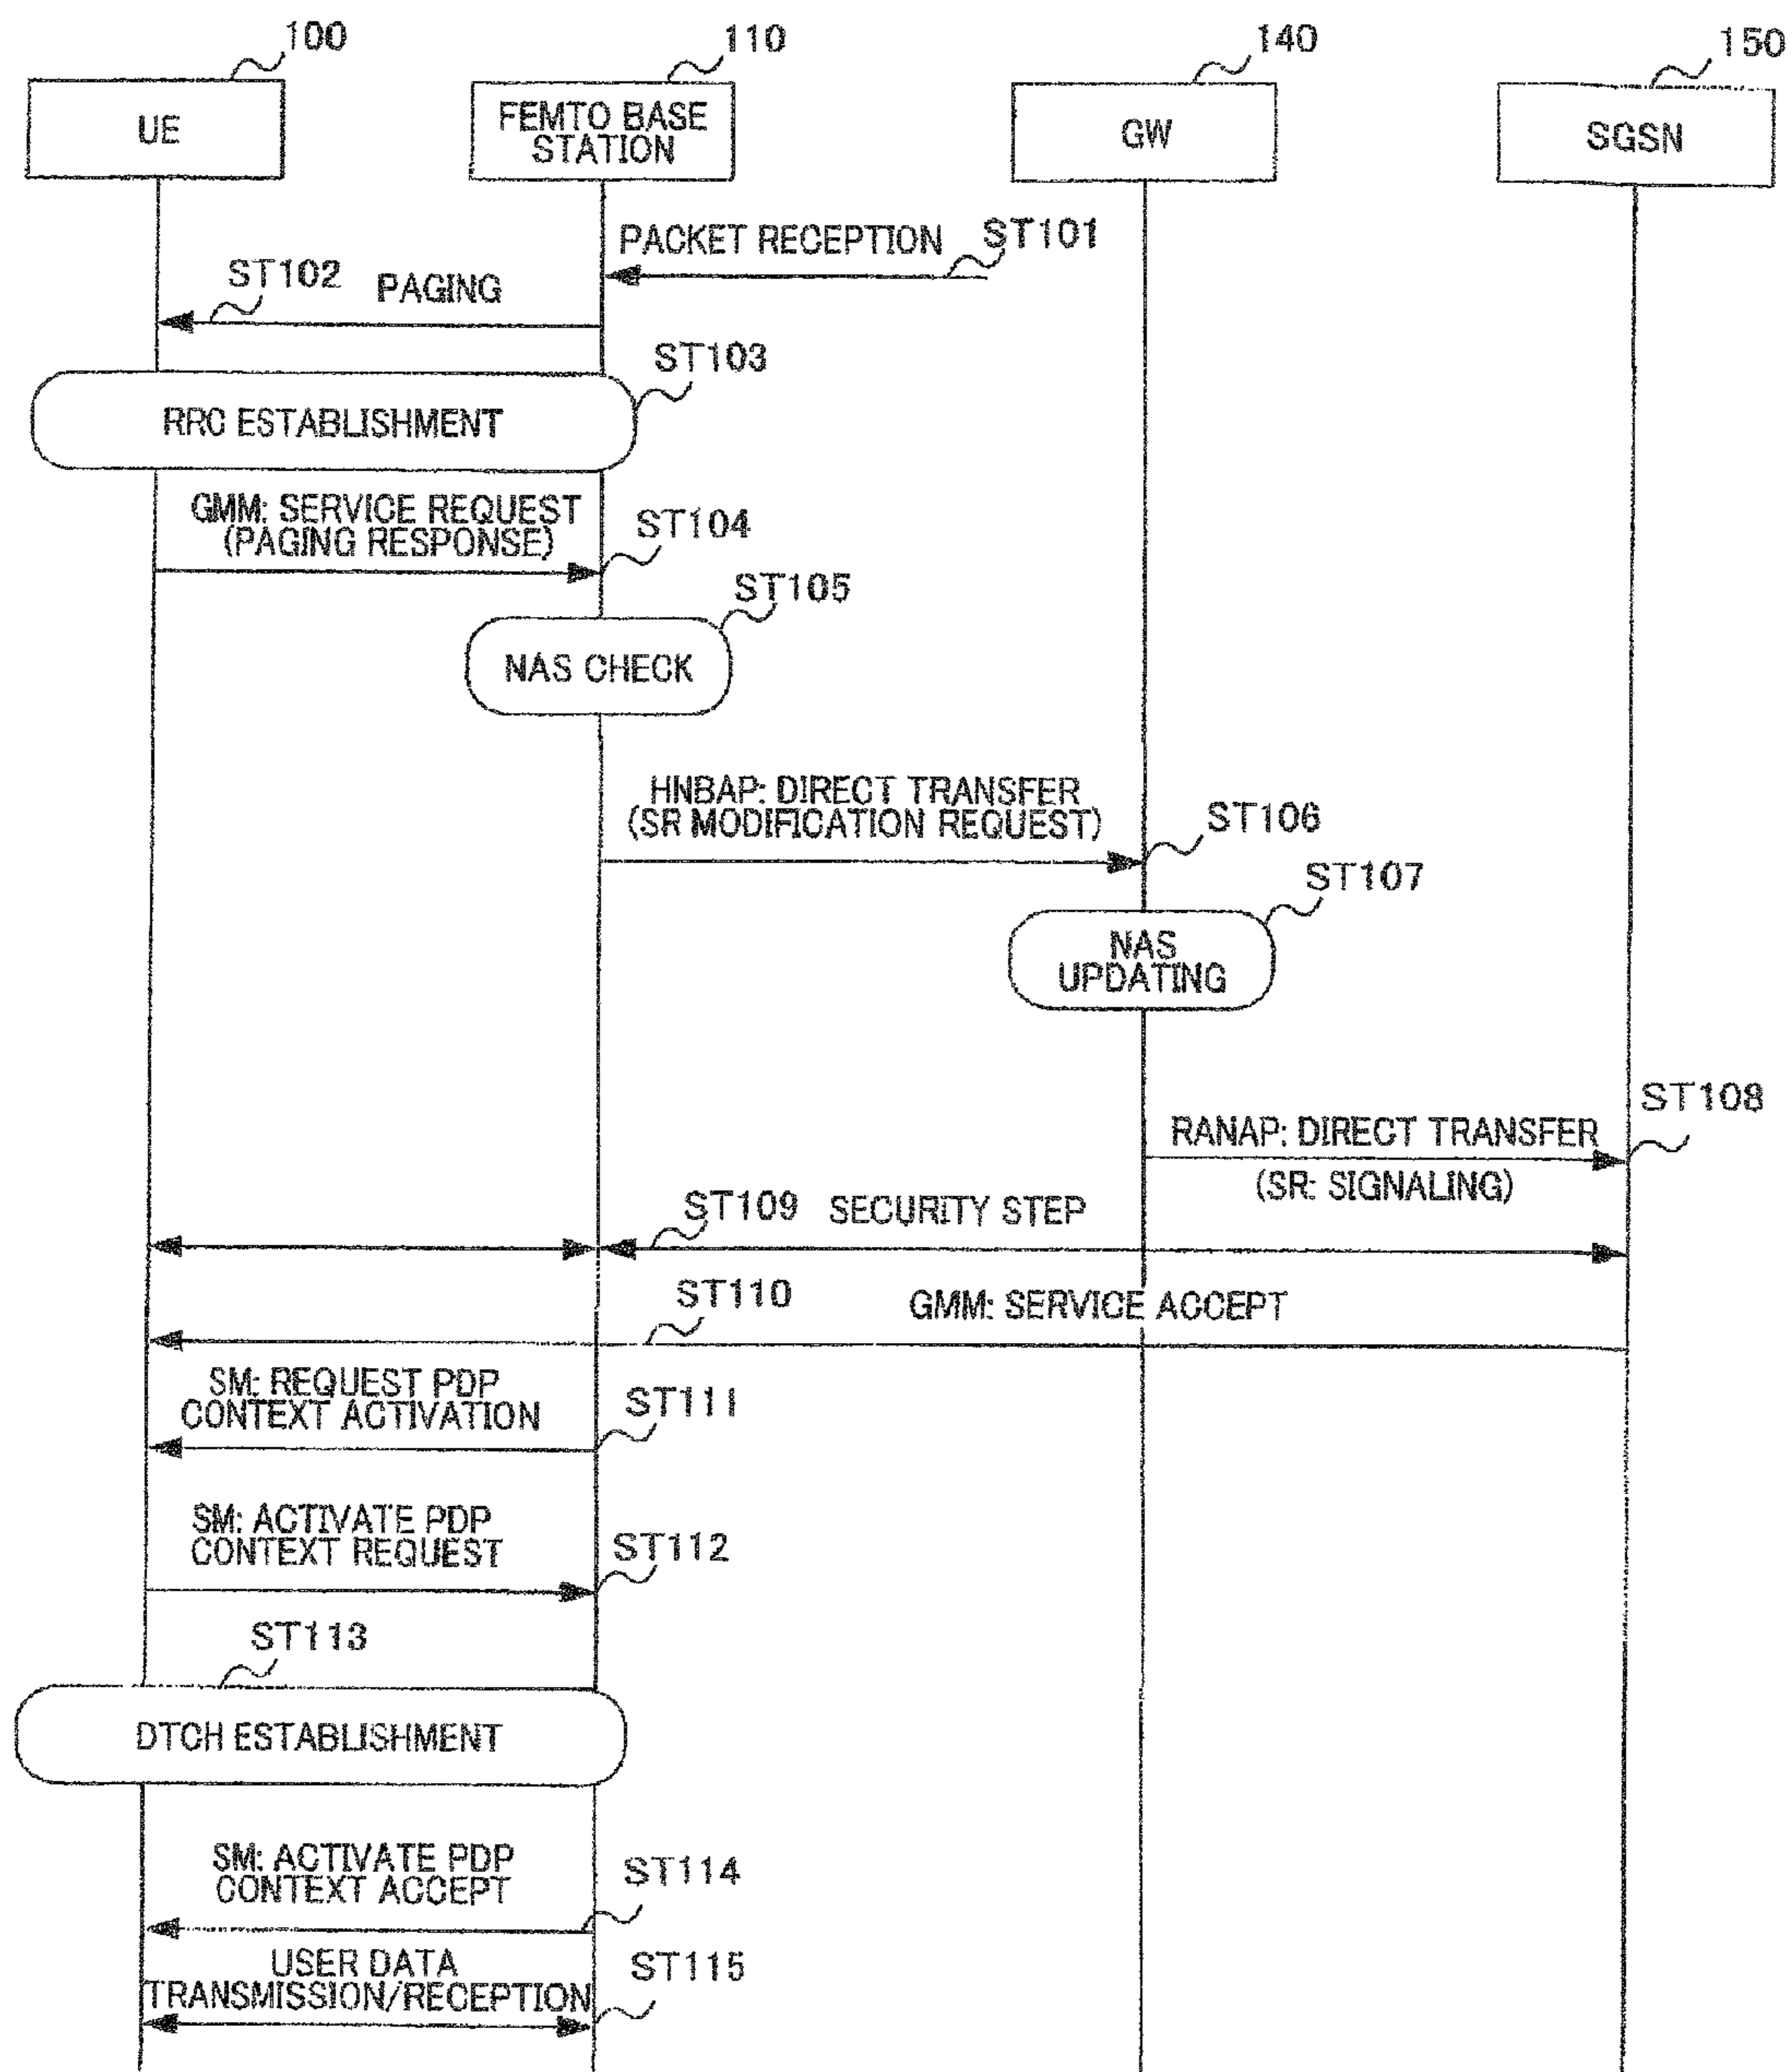 100
110
140
150
UE
FEMTO BASE
STATION
GW
SGSN
PACKET RECEPTION
ST101
ST102
PAGING
ST103
RRC ESTABLISHMENT
GMM: SERVICE REQUEST
(PAGING RESPONSE)
ST104
ST105
NAS CHECK
HNBAP: DIRECT TRANSFER
(SR MODIFICATION REQUEST)
ST106
ST107
NAS
UPDATING
ST108
RANAP: DIRECT TRANSFER
(SR: SIGNALING)
ST109
SECURITY STEP
ST110
GMM: SERVICE ACCEPT
SM: REQUEST PDP
CONTEXT ACTIVATION
ST111
SM: ACTIVATE PDP
CONTEXT REQUEST
ST112
ST113
DTCH ESTABLISHMENT
SM: ACTIVATE PDP
CONTEXT ACCEPT
ST114
USER DATA
TRANSMISSION/RECEPTION
ST115